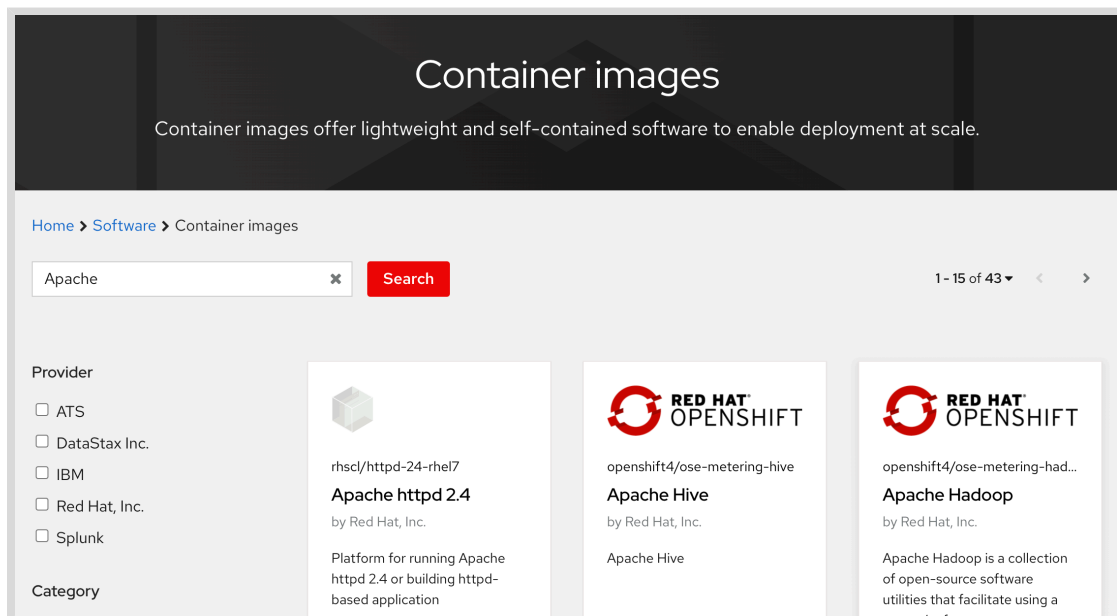 Container images
Container images offer lightweight and self-contained software to enable deployment at scale.
Home > Software > Container images
Apache
Search
1 - 15 of 43
Provider
ATS
DataStax Inc.
IBM
Red Hat, Inc.
Splunk
Category
rhscl/httpd-24-rhel7
Apache httpd 2.4
by Red Hat, Inc.
Platform for running Apache
httpd 2.4 or building httpd-
based application
RED HAT®
OPENSHIFT
openshift4/ose-metering-hive
Apache Hive
by Red Hat, Inc.
Apache Hive
RED HAT®
OPENSHIFT
openshift4/ose-metering-had...
Apache Hadoop
by Red Hat, Inc.
Apache Hadoop is a collection
of open-source software
utilities that facilitate using a